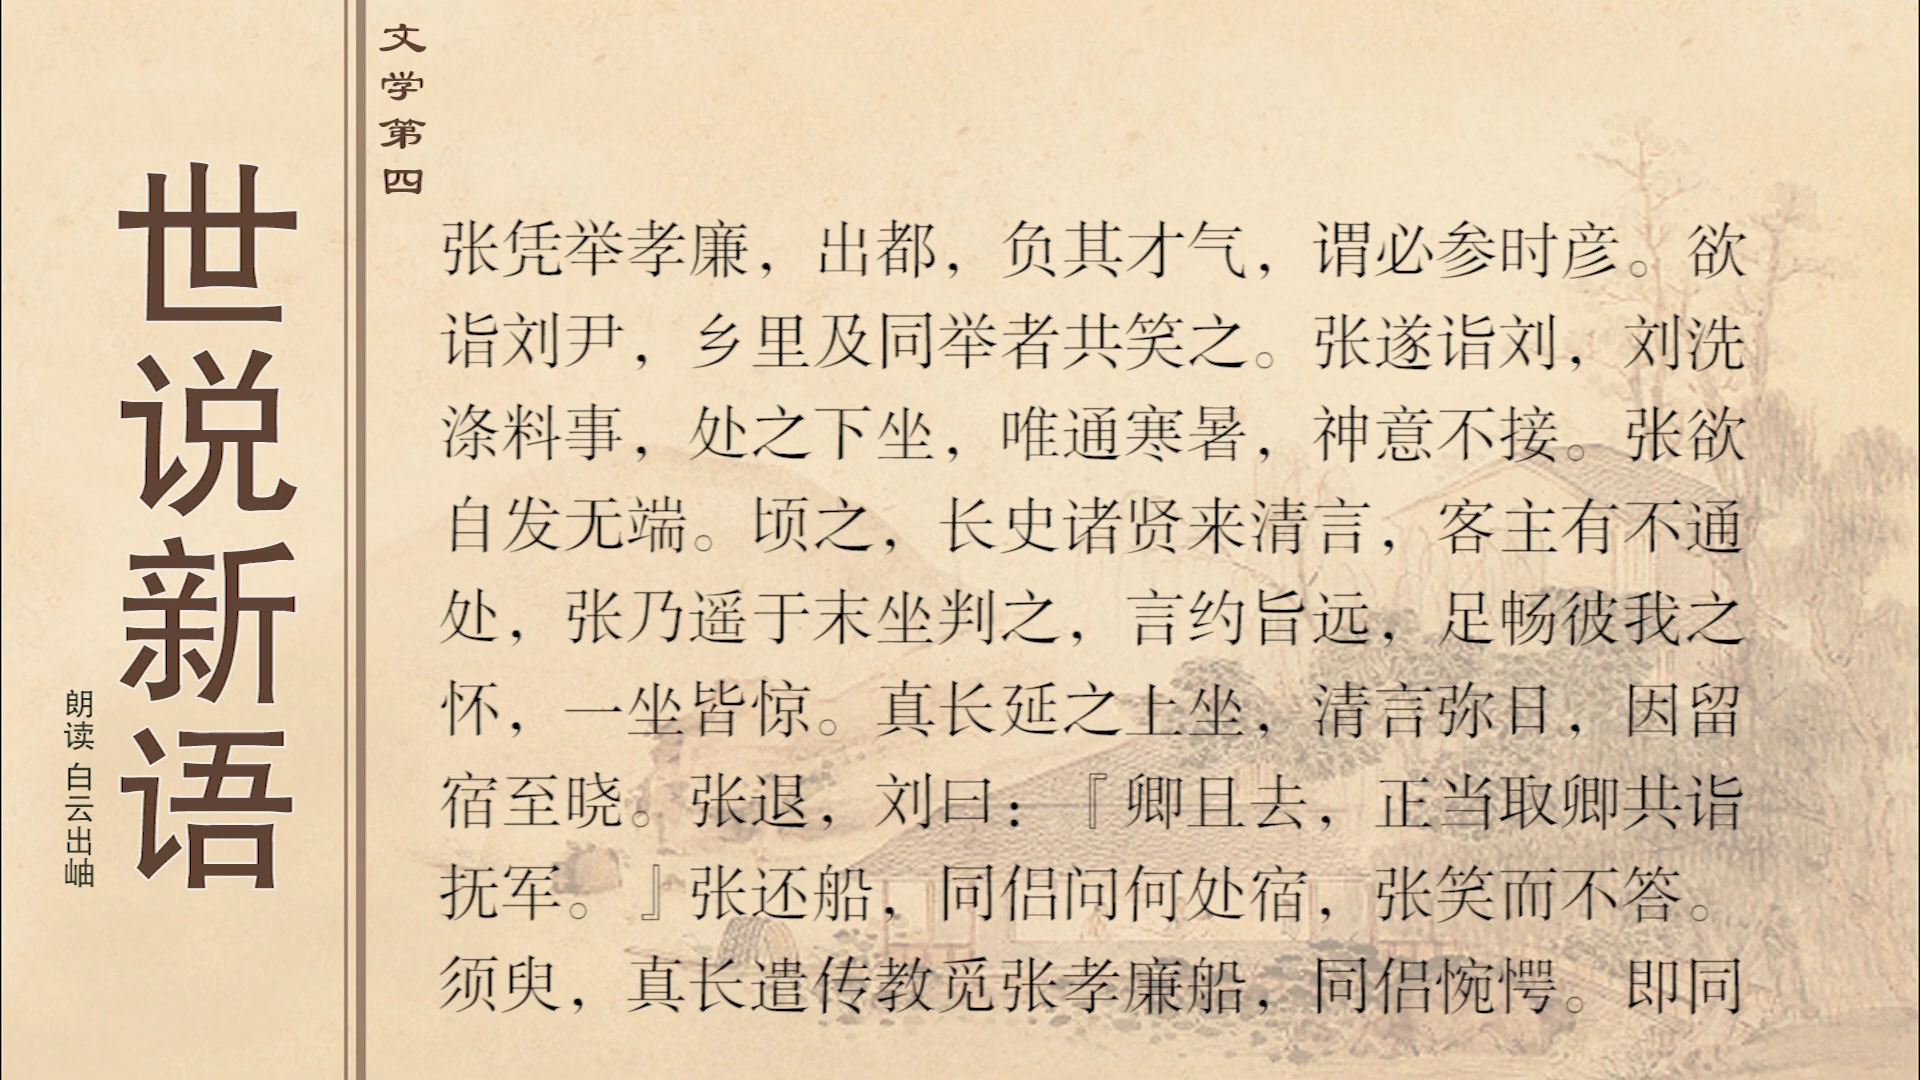 世说新语
朗读 白云出岫
文学第四
张凭举孝廉，出都，负其才气，谓必参时彦。欲
诣刘尹，乡里及同举者共笑之。张遂诣刘，刘洗
涤料事，处之下坐，唯通寒暑，神意不接。张欲
自发无端。顷之，长史诸贤来清言，客主有不通
处，张乃遥于末坐判之，言约旨远，足畅彼我之
怀，一坐皆惊。真长延之上坐，清言弥日，因留
宿至晓。张退，刘曰：『卿且去，正当取卿共诣
抚军。』张还船，同侣问何处宿，张笑而不答。
须臾，真长遣传教觅张孝廉船，同侣惋愕。即同